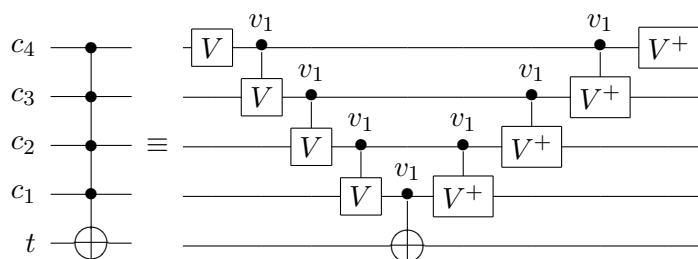 c₄ V v₁ v₁ V⁺
c₃ V v₁ v₁ V⁺
c₂ ≡ V v₁ v₁ V⁺
c₁ V v₁ V⁺
t